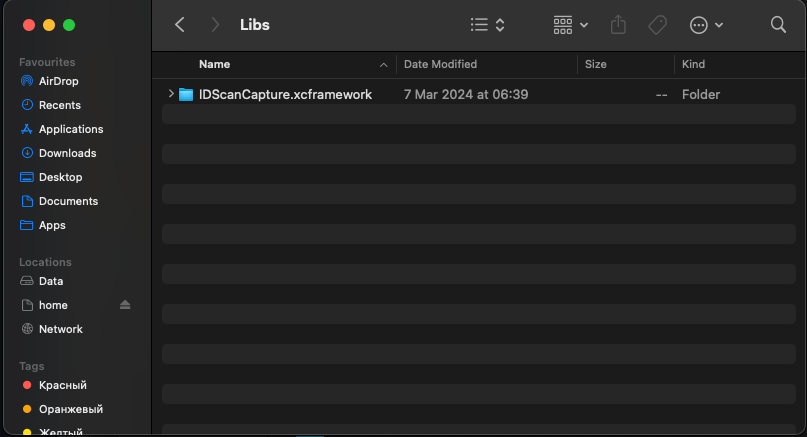 Libs
Favourites
AirDrop
Recents
Applications
Downloads
Desktop
Documents
Apps
Locations
Data
home
Network
Tags
Красный
Оранжевый
Желтый
Name Date Modified Size Kind
IDScanCapture.xcframework 7 Mar 2024 at 06:39 -- Folder